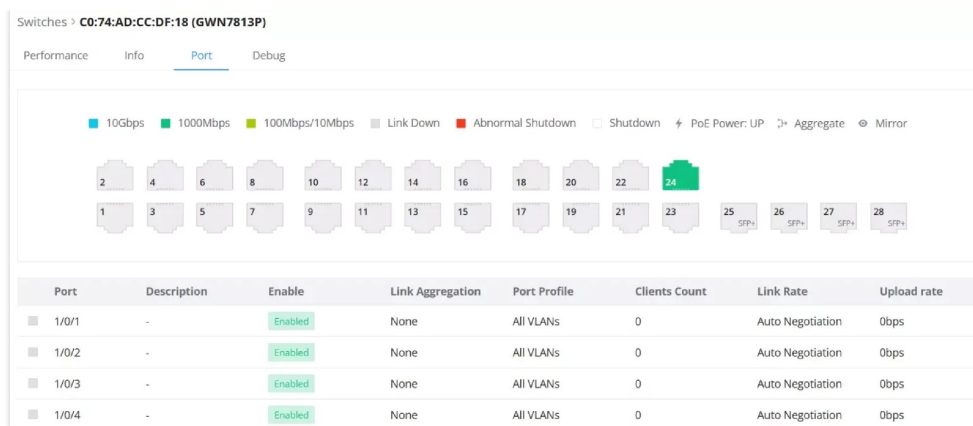 Switches > C0:74:AD:CC:DF:18 (GWN7813P)
Performance Info Port Debug
10Gbps 1000Mbps 100Mbps/10Mbps Link Down Abnormal Shutdown Shutdown PoE Power: UP Aggregate Mirror
2 4 6 8 10 12 14 16 18 20 22 24
1 3 5 7 9 11 13 15 17 19 21 23 25 26 27 28
SFP+ SFP+ SFP+ SFP+
Port Description Enable Link Aggregation Port Profile Clients Count Link Rate Upload rate
1/0/1 - Enabled None All VLANs 0 Auto Negotiation 0bps
1/0/2 - Enabled None All VLANs 0 Auto Negotiation 0bps
1/0/3 - Enabled None All VLANs 0 Auto Negotiation 0bps
1/0/4 - Enabled None All VLANs 0 Auto Negotiation 0bps